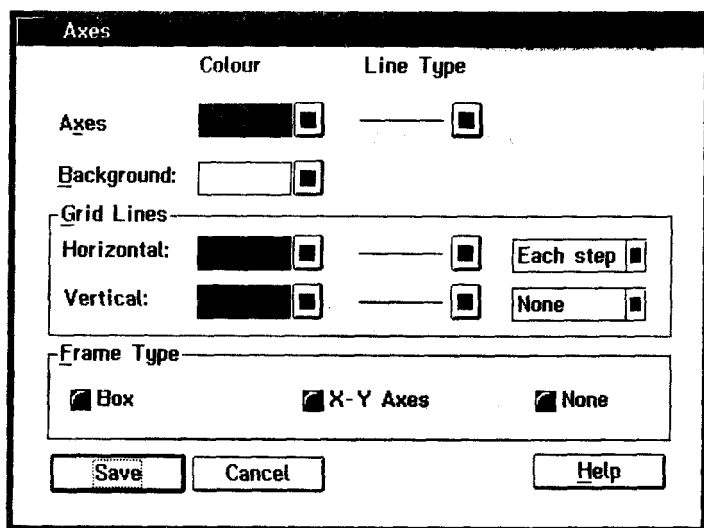 Axes
Colour Line Type
Axes
Background:
Grid Lines
Horizontal: Each step
Vertical: None
Frame Type
Box X-Y Axes None
Save Cancel Help